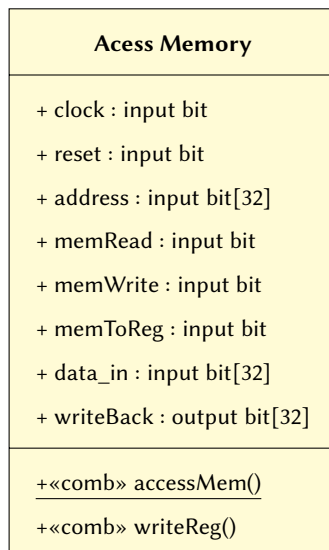 Acess Memory
+ clock : input bit
+ reset : input bit
+ address : input bit[32]
+ memRead : input bit
+ memWrite : input bit
+ memToReg : input bit
+ data_in : input bit[32]
+ writeBack : output bit[32]
+«comb» accessMem()
+«comb» writeReg()